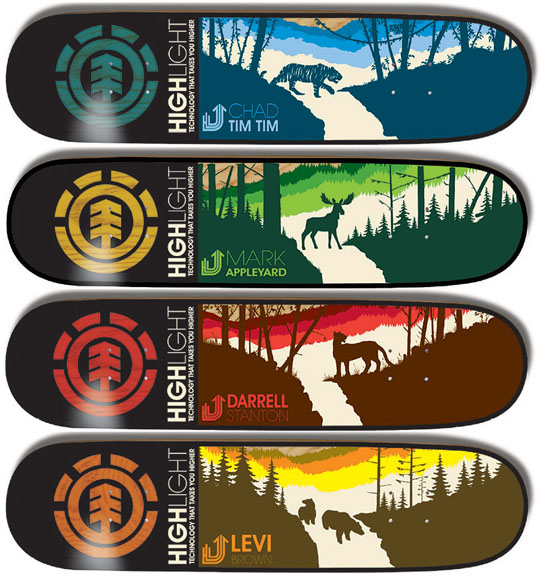 HIGHLIGHT
TECHNOLOGY THAT TAKES YOU HIGHER
CHAD
TIM TIM
HIGHLIGHT
TECHNOLOGY THAT TAKES YOU HIGHER
MARK
APPLEYARD
HIGHLIGHT
TECHNOLOGY THAT TAKES YOU HIGHER
DARRELL
STANTON
HIGHLIGHT
TECHNOLOGY THAT TAKES YOU HIGHER
LEVI
BROWN